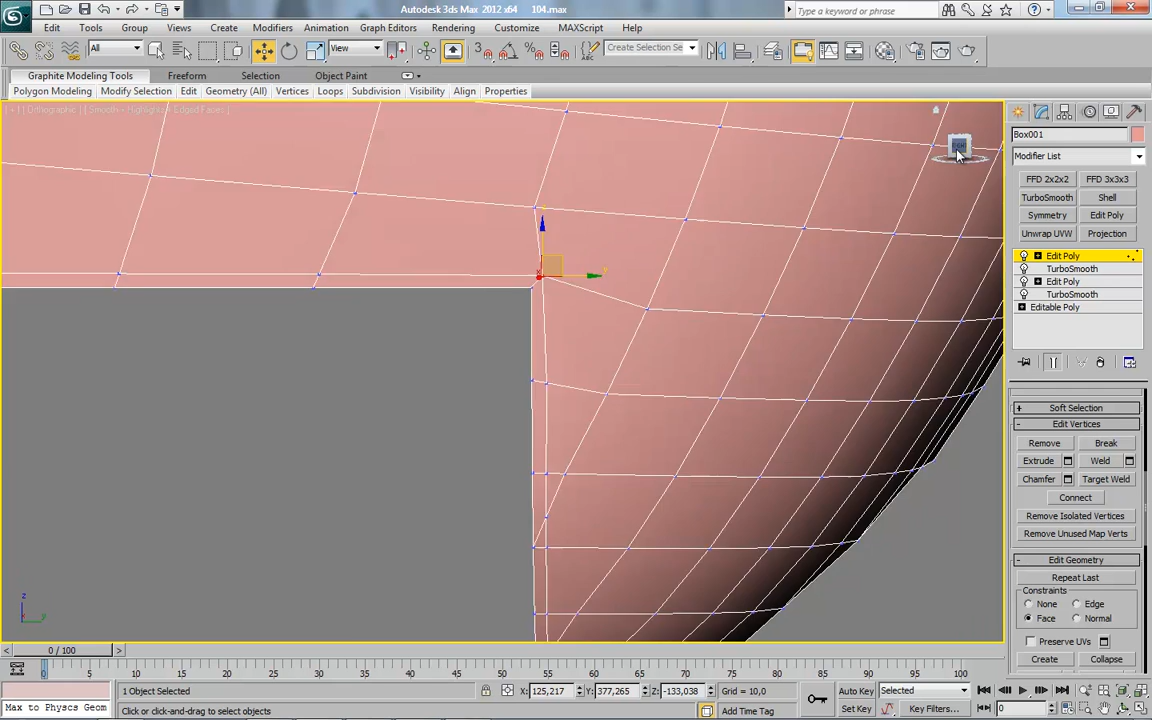 Autodesk 3ds Max 2012 x64 104.max
Type a keyword or phrase
Edit Tools Group Views Create Modifiers Animation Graph Editors Rendering Customize MAXScript Help
All View Create Selection Se
Graphite Modeling Tools Freeform Selection Object Paint
Polygon Modeling Modify Selection Edit Geometry (All) Vertices Loops Subdivision Visibility Align Properties
[ + ] [ Orthographic ] [ Smooth + Highlights + Edged Faces ]
Box001
Modifier List
FFD 2x2x2 FFD 3x3x3
TurboSmooth Shell
Symmetry Edit Poly
Unwrap UVW Projection
Edit Poly
TurboSmooth
Edit Poly
TurboSmooth
Editable Poly
+ Soft Selection
- Edit Vertices
Remove Break
Extrude Weld
Chamfer Target Weld
Connect
Remove Isolated Vertices
Remove Unused Map Verts
- Edit Geometry
Repeat Last
Constraints
None Edge
Face Normal
Preserve UVs
Create Collapse
z
y
< 0 / 100 >
0 5 10 15 20 25 30 35 40 45 50 55 60 65 70 75 80 85 90 95 100
1 Object Selected X: 125,217 Y: 377,265 Z: -133,038 Grid = 10,0 Auto Key Selected
Max to Physcs Geom Click or click-and-drag to select objects Add Time Tag Set Key Key Filters... 0